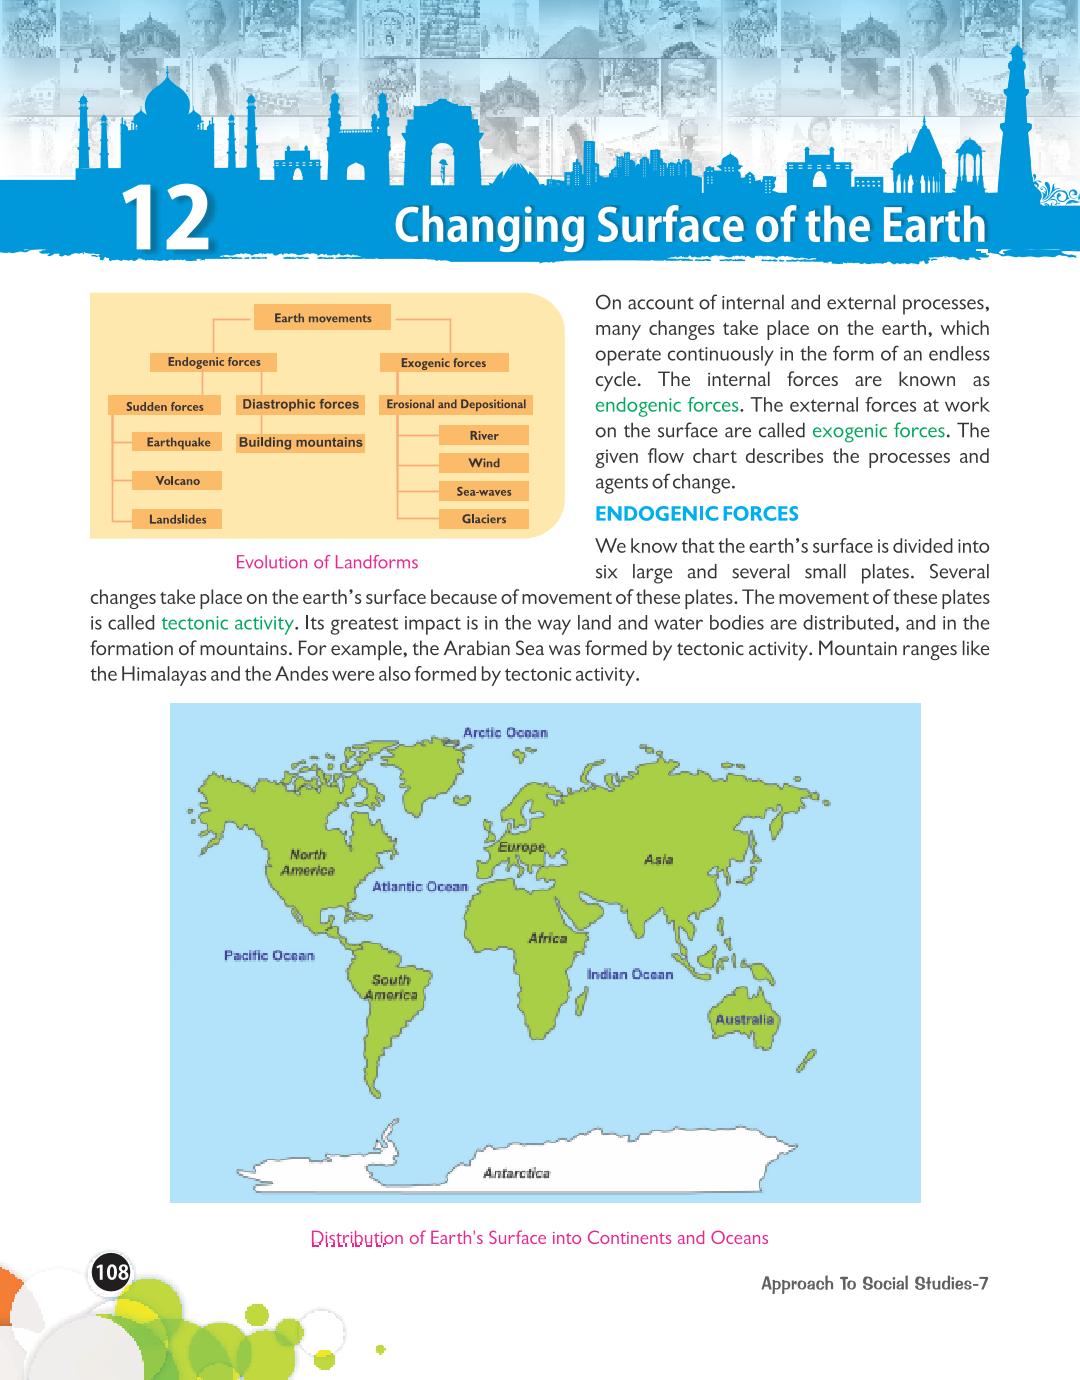 12
Changing Surface of the Earth
Earth movements
Endogenic forces
Exogenic forces
Sudden forces
Diastrophic forces
Erosional and Depositional
Earthquake
Building mountains
River
Wind
Volcano
Sea-waves
Landslides
Glaciers
Evolution of Landforms
On account of internal and external processes,
many changes take place on the earth, which
operate continuously in the form of an endless
cycle. The internal forces are known as
endogenic forces. The external forces at work
on the surface are called exogenic forces. The
given flow chart describes the processes and
agents of change.
ENDOGENIC FORCES
We know that the earth's surface is divided into
six large and several small plates. Several
changes take place on the earth's surface because of movement of these plates. The movement of these plates
is called tectonic activity. Its greatest impact is in the way land and water bodies are distributed, and in the
formation of mountains. For example, the Arabian Sea was formed by tectonic activity. Mountain ranges like
the Himalayas and the Andes were also formed by tectonic activity.
Arctic Ocean
North
America
Europe
Asia
Atlantic Ocean
Africa
Pacific Ocean
Indian Ocean
South
America
Australia
Antarctica
Distribution of Earth's Surface into Continents and Oceans
108
Approach To Social Studies-7